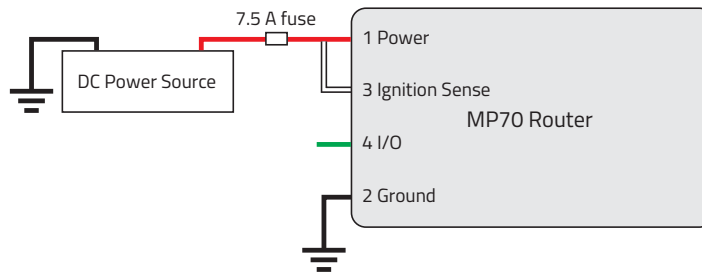 7.5 A fuse
1 Power
DC Power Source
3 Ignition Sense
MP70 Router
4 I/O
2 Ground